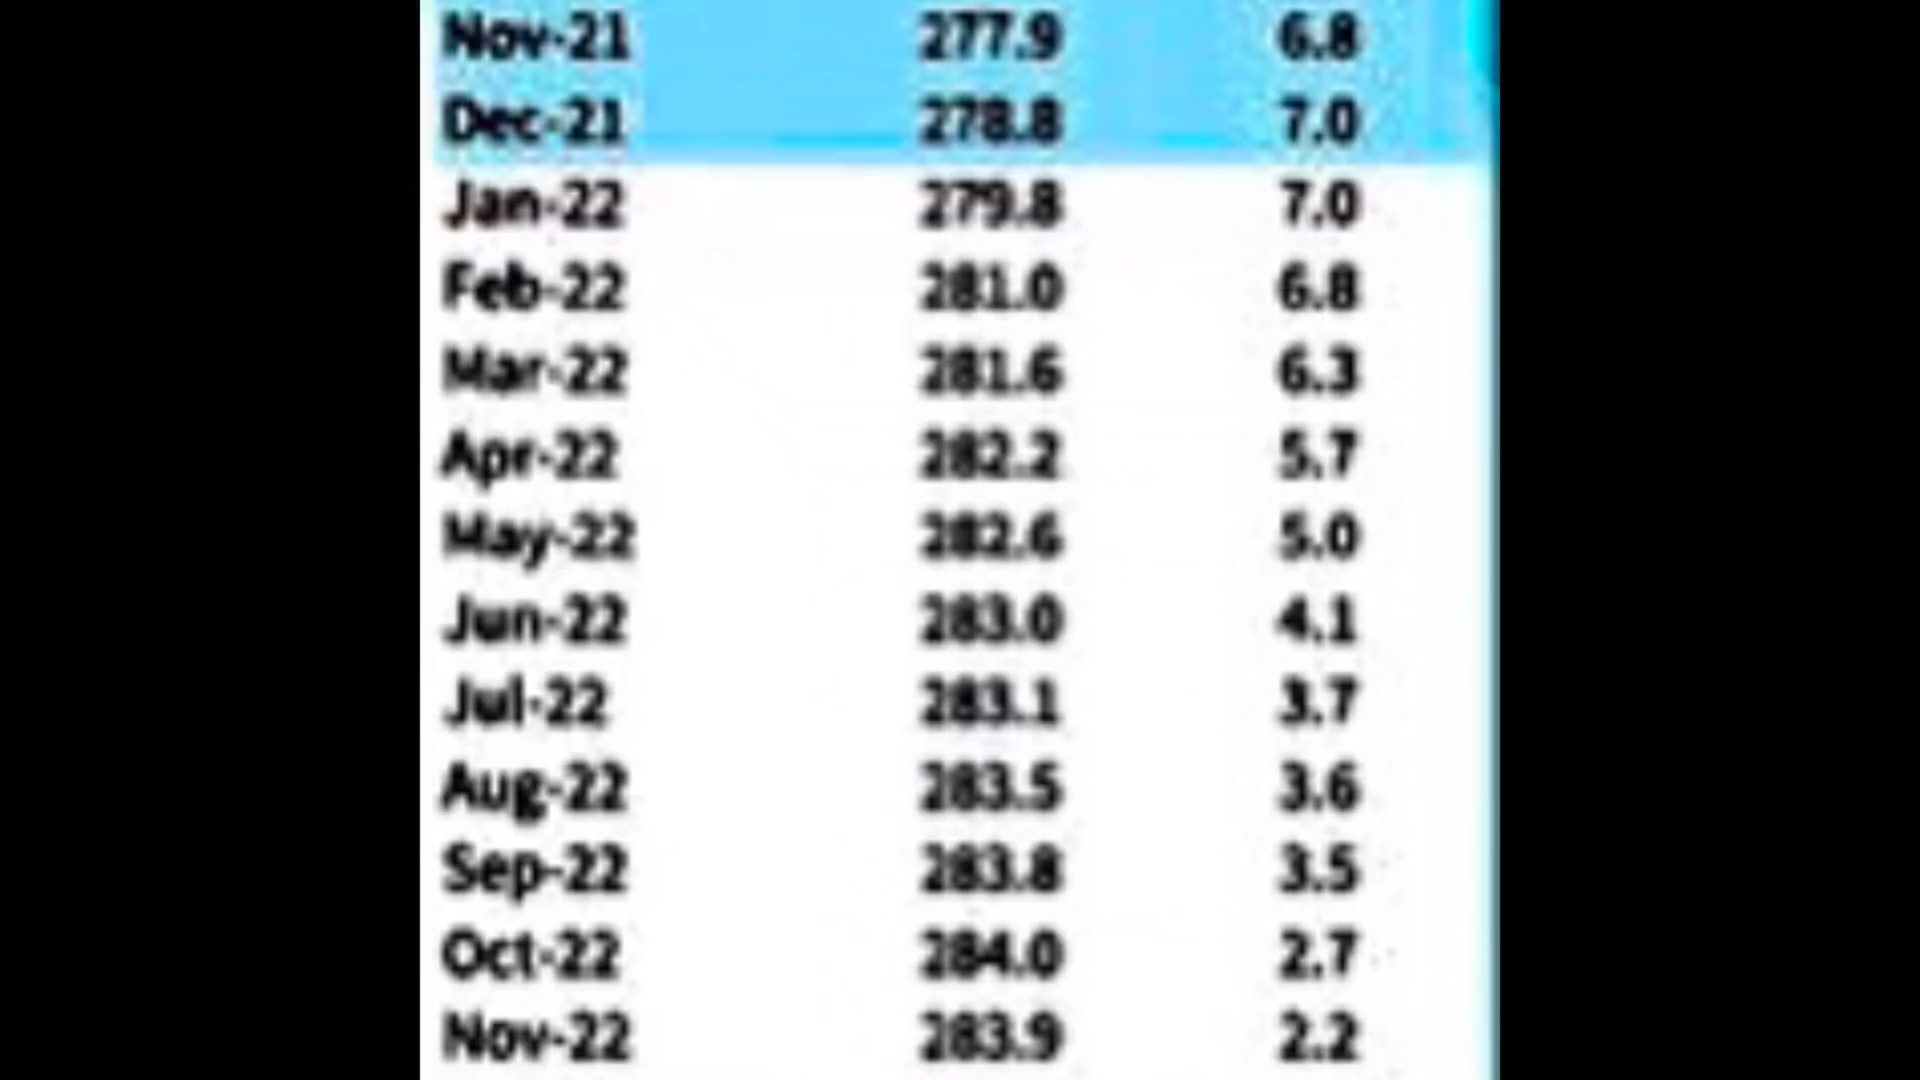 Nov-21 277.9 6.8
Dec-21 278.8 7.0
Jan-22 279.8 7.0
Feb-22 281.0 6.8
Mar-22 281.6 6.3
Apr-22 282.2 5.7
May-22 282.6 5.0
Jun-22 283.0 4.1
Jul-22 283.1 3.7
Aug-22 283.5 3.6
Sep-22 283.8 3.5
Oct-22 284.0 2.7
Nov-22 283.9 2.2